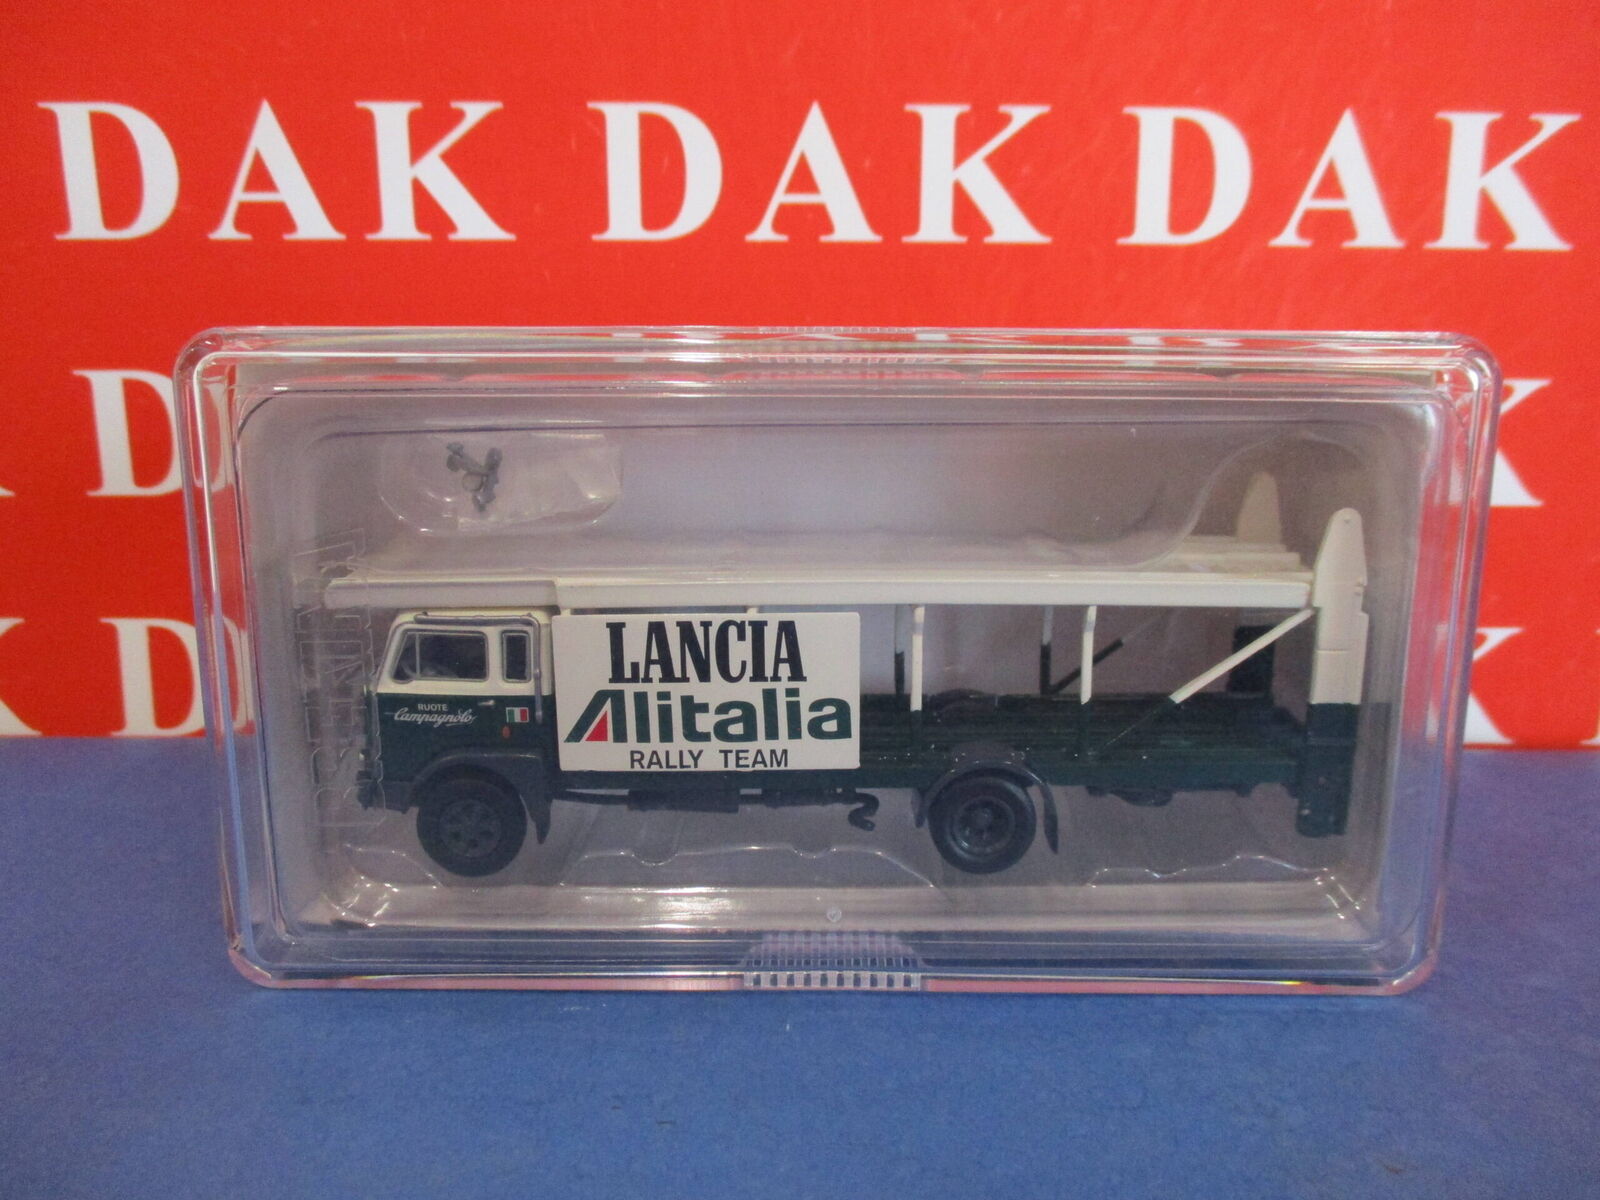 DAK DAK DAK
D
K
LANCIA
Alitalia
RALLY TEAM
RUOTE
Campagnolo
K D